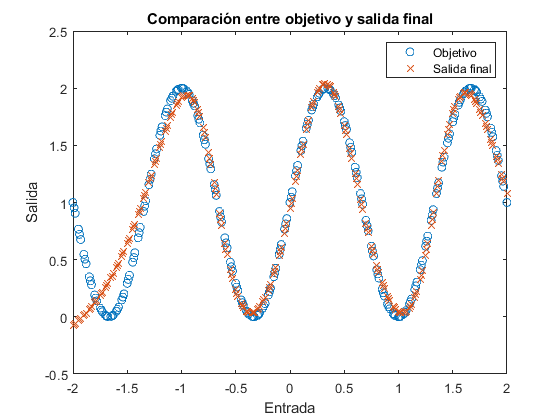 Comparación entre objetivo y salida final
2.5
2
1.5
1
0.5
0
-0.5
Salida
Objetivo
Salida final
-2 -1.5 -1 -0.5 0 0.5 1 1.5 2
Entrada